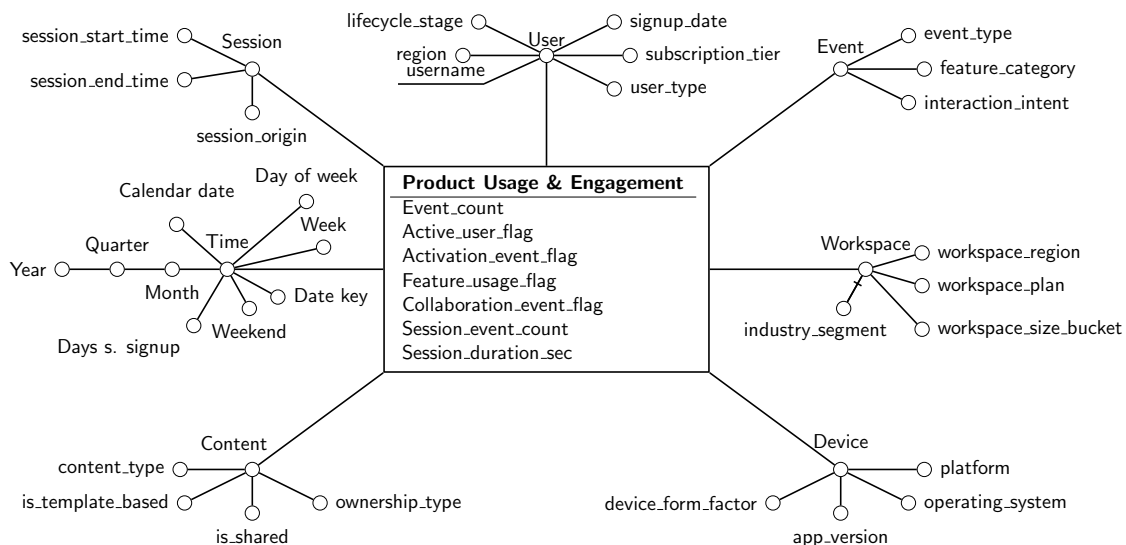 lifecycle_stage
signup_date
session_start_time
Session
User
Event
event_type
region
subscription_tier
username
session_end_time
feature_category
user_type
interaction_intent
session_origin
Product Usage & Engagement
Event_count
Active_user_flag
Activation_event_flag
Feature_usage_flag
Collaboration_event_flag
Session_event_count
Session_duration_sec
Day of week
Calendar date
Week
Quarter
Time
Year
Month
Date key
Weekend
Days s. signup
Workspace
workspace_region
workspace_plan
industry_segment
workspace_size_bucket
Content
content_type
is_template_based
ownership_type
is_shared
Device
platform
device_form_factor
operating_system
app_version